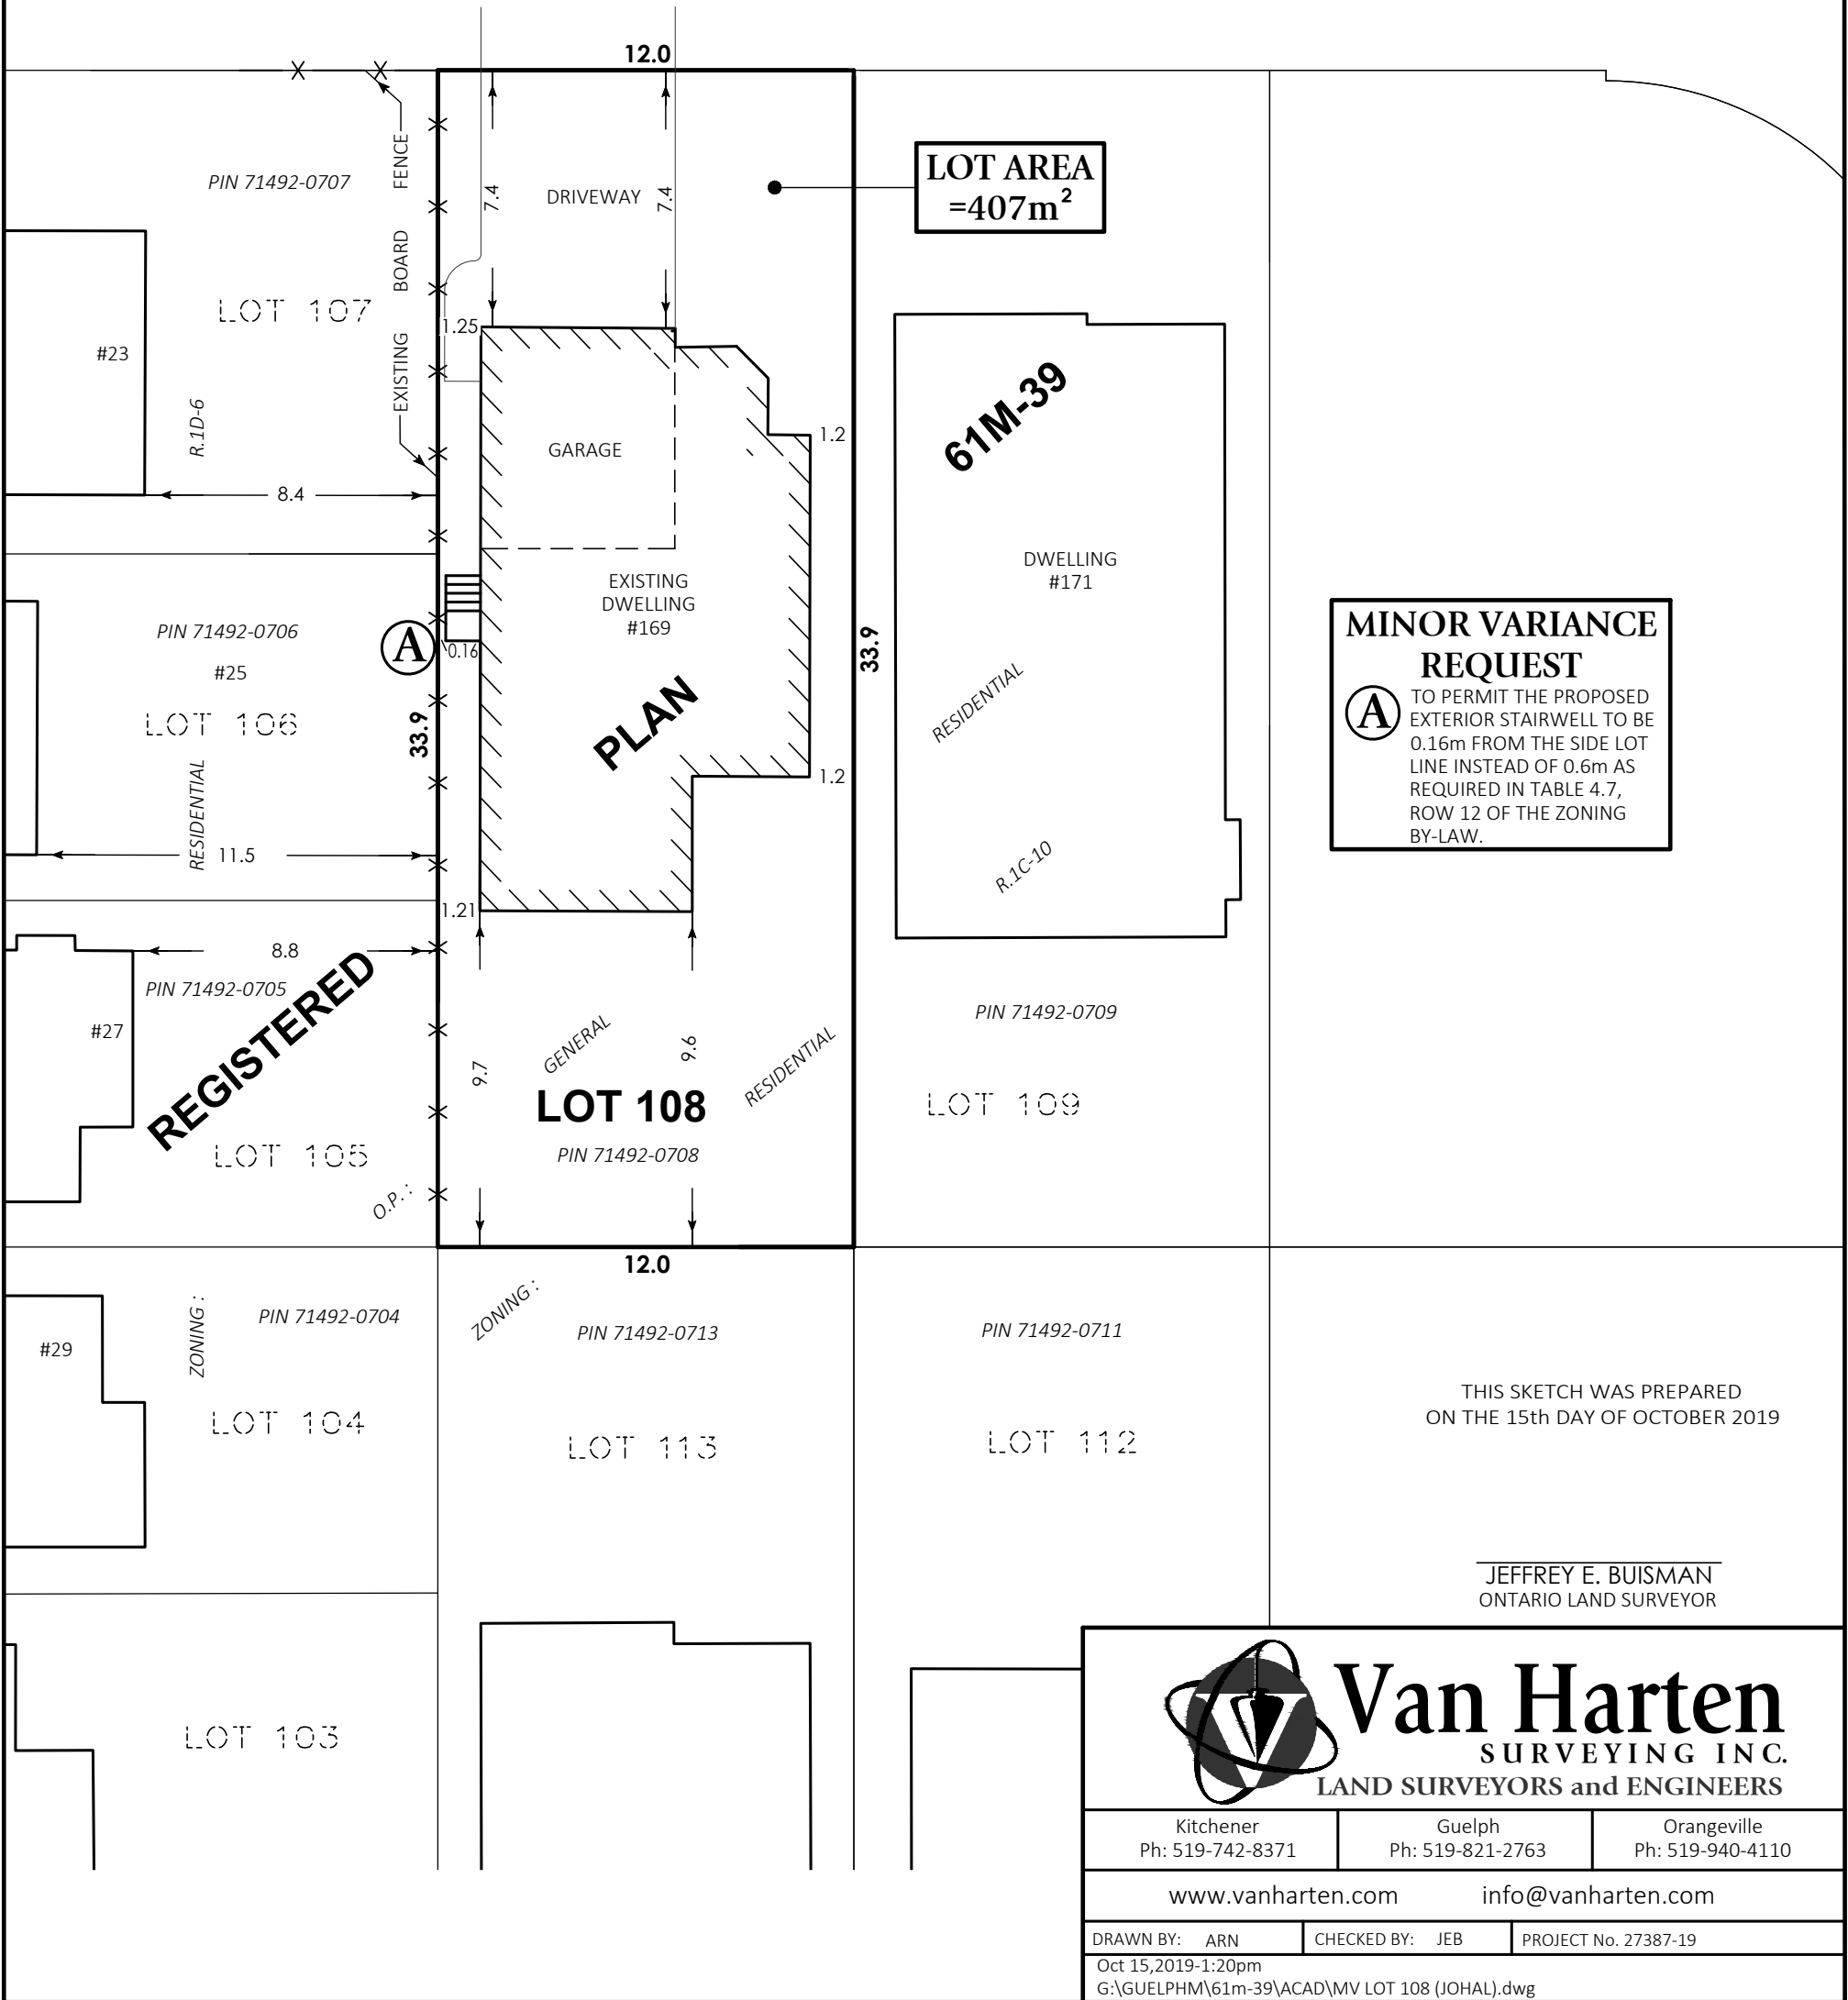 12.0
PIN 71492-0707
LOT 107
#23
R.1D-6
8.4
EXISTING BOARD FENCE
7.4
DRIVEWAY
7.4
LOT AREA
=407m²
1.25
GARAGE
1.2
61M-39
DWELLING
#171
EXISTING
DWELLING
#169
PIN 71492-0706
#25
LOT 106
A
0.16
33.9
33.9
PLAN
RESIDENTIAL
R.1C-10
RESIDENTIAL
11.5
1.2
MINOR VARIANCE
REQUEST
A
TO PERMIT THE PROPOSED
EXTERIOR STAIRWELL TO BE
0.16m FROM THE SIDE LOT
LINE INSTEAD OF 0.6m AS
REQUIRED IN TABLE 4.7,
ROW 12 OF THE ZONING
BY-LAW.
1.21
8.8
PIN 71492-0705
#27
REGISTERED
LOT 105
O.P. :
9.7
GENERAL
9.6
RESIDENTIAL
LOT 108
PIN 71492-0708
PIN 71492-0709
LOT 109
12.0
ZONING :
PIN 71492-0704
#29
LOT 104
ZONING :
PIN 71492-0713
LOT 113
PIN 71492-0711
LOT 112
LOT 103
THIS SKETCH WAS PREPARED
ON THE 15th DAY OF OCTOBER 2019
JEFFREY E. BUISMAN
ONTARIO LAND SURVEYOR
V
Van Harten
SURVEYING INC.
LAND SURVEYORS and ENGINEERS
Kitchener
Ph: 519-742-8371
Guelph
Ph: 519-821-2763
Orangeville
Ph: 519-940-4110
www.vanharten.com info@vanharten.com
DRAWN BY: ARN
CHECKED BY: JEB
PROJECT No. 27387-19
Oct 15,2019-1:20pm
G:\GUELPHM\61m-39\ACAD\MV LOT 108 (JOHAL).dwg